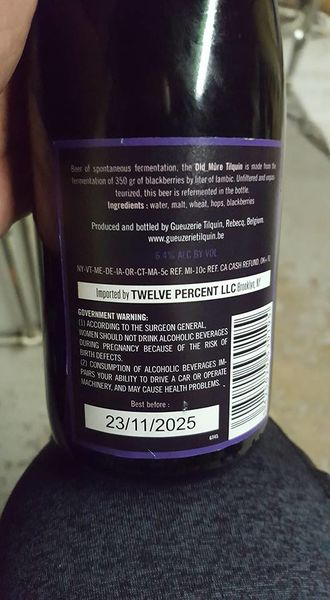 Beer of spontaneous fermentation, the Old Mûre Tilquin is made from the
fermentation of 350 gr of blackberries by liter of lambic. Unfiltered and unpas-
teorized, this beer is refermented in the bottle.
Ingredients : water, malt, wheat, hops, blackberries
Produced and bottled by Gueuzerie Tilquin, Rebecq, Belgium.
www.gueuzerietilquin.be
6.4% ALC BY VOL
NY-VT-ME-DE-IA-OR-CT-MA-5c REF. MI-10c REF. CA CASH REFUND,
Imported by TWELVE PERCENT LLC Brooklyn, NY
GOVERNMENT WARNING:
(1) ACCORDING TO THE SURGEON GENERAL,
WOMEN SHOULD NOT DRINK ALCOHOLIC BEVERAGES
DURING PREGNANCY BECAUSE OF THE RISK OF
BIRTH DEFECTS.
(2) CONSUMPTION OF ALCOHOLIC BEVERAGES IM-
PAIRS YOUR ABILITY TO DRIVE A CAR OR OPERATE
MACHINERY, AND MAY CAUSE HEALTH PROBLEMS.
Best before :
23/11/2025